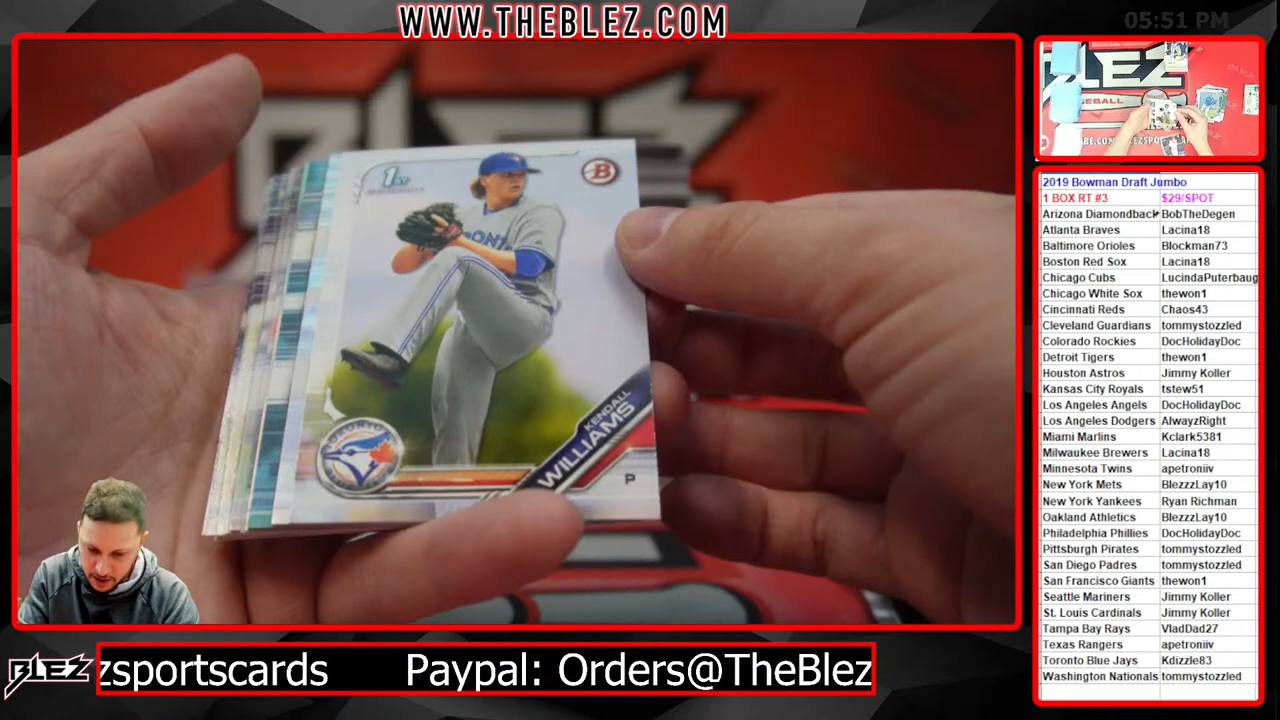 WWW.THEBLEZ.COM
05:51 PM
1ST
B
KENDALL
WILLIAMS
P
TORONTO
2019 Bowman Draft Jumbo
1 BOX RT #3 $29/SPOT
Arizona Diamondback BobTheDegen
Atlanta Braves Lacina18
Baltimore Orioles Blockman73
Boston Red Sox Lacina18
Chicago Cubs LucindaPuterbaug
Chicago White Sox thewon1
Cincinnati Reds Chaos43
Cleveland Guardians tommystozzled
Colorado Rockies DocHolidayDoc
Detroit Tigers thewon1
Houston Astros Jimmy Koller
Kansas City Royals tstew51
Los Angeles Angels DocHolidayDoc
Los Angeles Dodgers AlwayzRight
Miami Marlins Kclark5381
Milwaukee Brewers Lacina18
Minnesota Twins apetroniiv
New York Mets BlezzzLay10
New York Yankees Ryan Richman
Oakland Athletics BlezzzLay10
Philadelphia Phillies DocHolidayDoc
Pittsburgh Pirates tommystozzled
San Diego Padres tommystozzled
San Francisco Giants thewon1
Seattle Mariners Jimmy Koller
St. Louis Cardinals Jimmy Koller
Tampa Bay Rays VladDad27
Texas Rangers apetroniiv
Toronto Blue Jays Kdizzle83
Washington Nationals tommystozzled
BLEZ
zsportscards Paypal: Orders@TheBlez